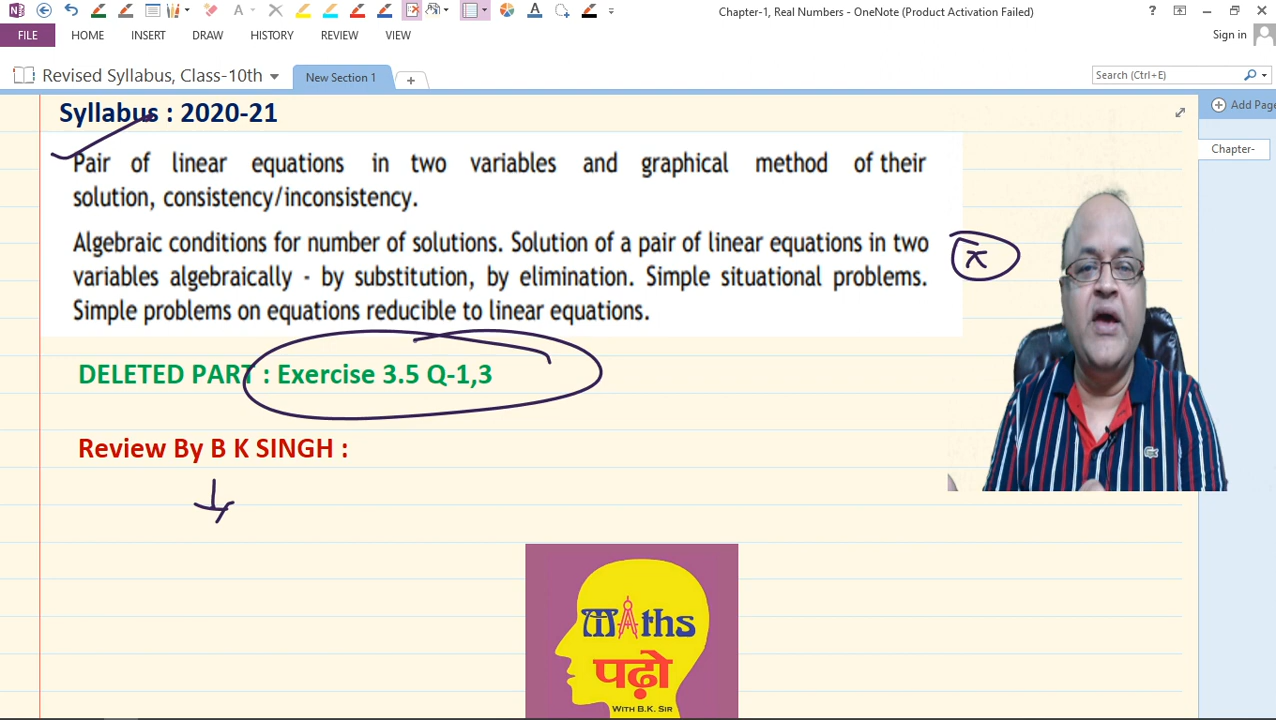 Chapter-1, Real Numbers - OneNote (Product Activation Failed)
FILE HOME INSERT DRAW HISTORY REVIEW VIEW Sign in
Revised Syllabus, Class-10th New Section 1 Search (Ctrl+E)
Add Page
Chapter-
Syllabus : 2020-21
Pair of linear equations in two variables and graphical method of their
solution, consistency/inconsistency.
Algebraic conditions for number of solutions. Solution of a pair of linear equations in two
variables algebraically - by substitution, by elimination. Simple situational problems.
Simple problems on equations reducible to linear equations.
DELETED PART : Exercise 3.5 Q-1,3
Review By B K SINGH :
Maths
पढ़ो
WITH B.K. SIR